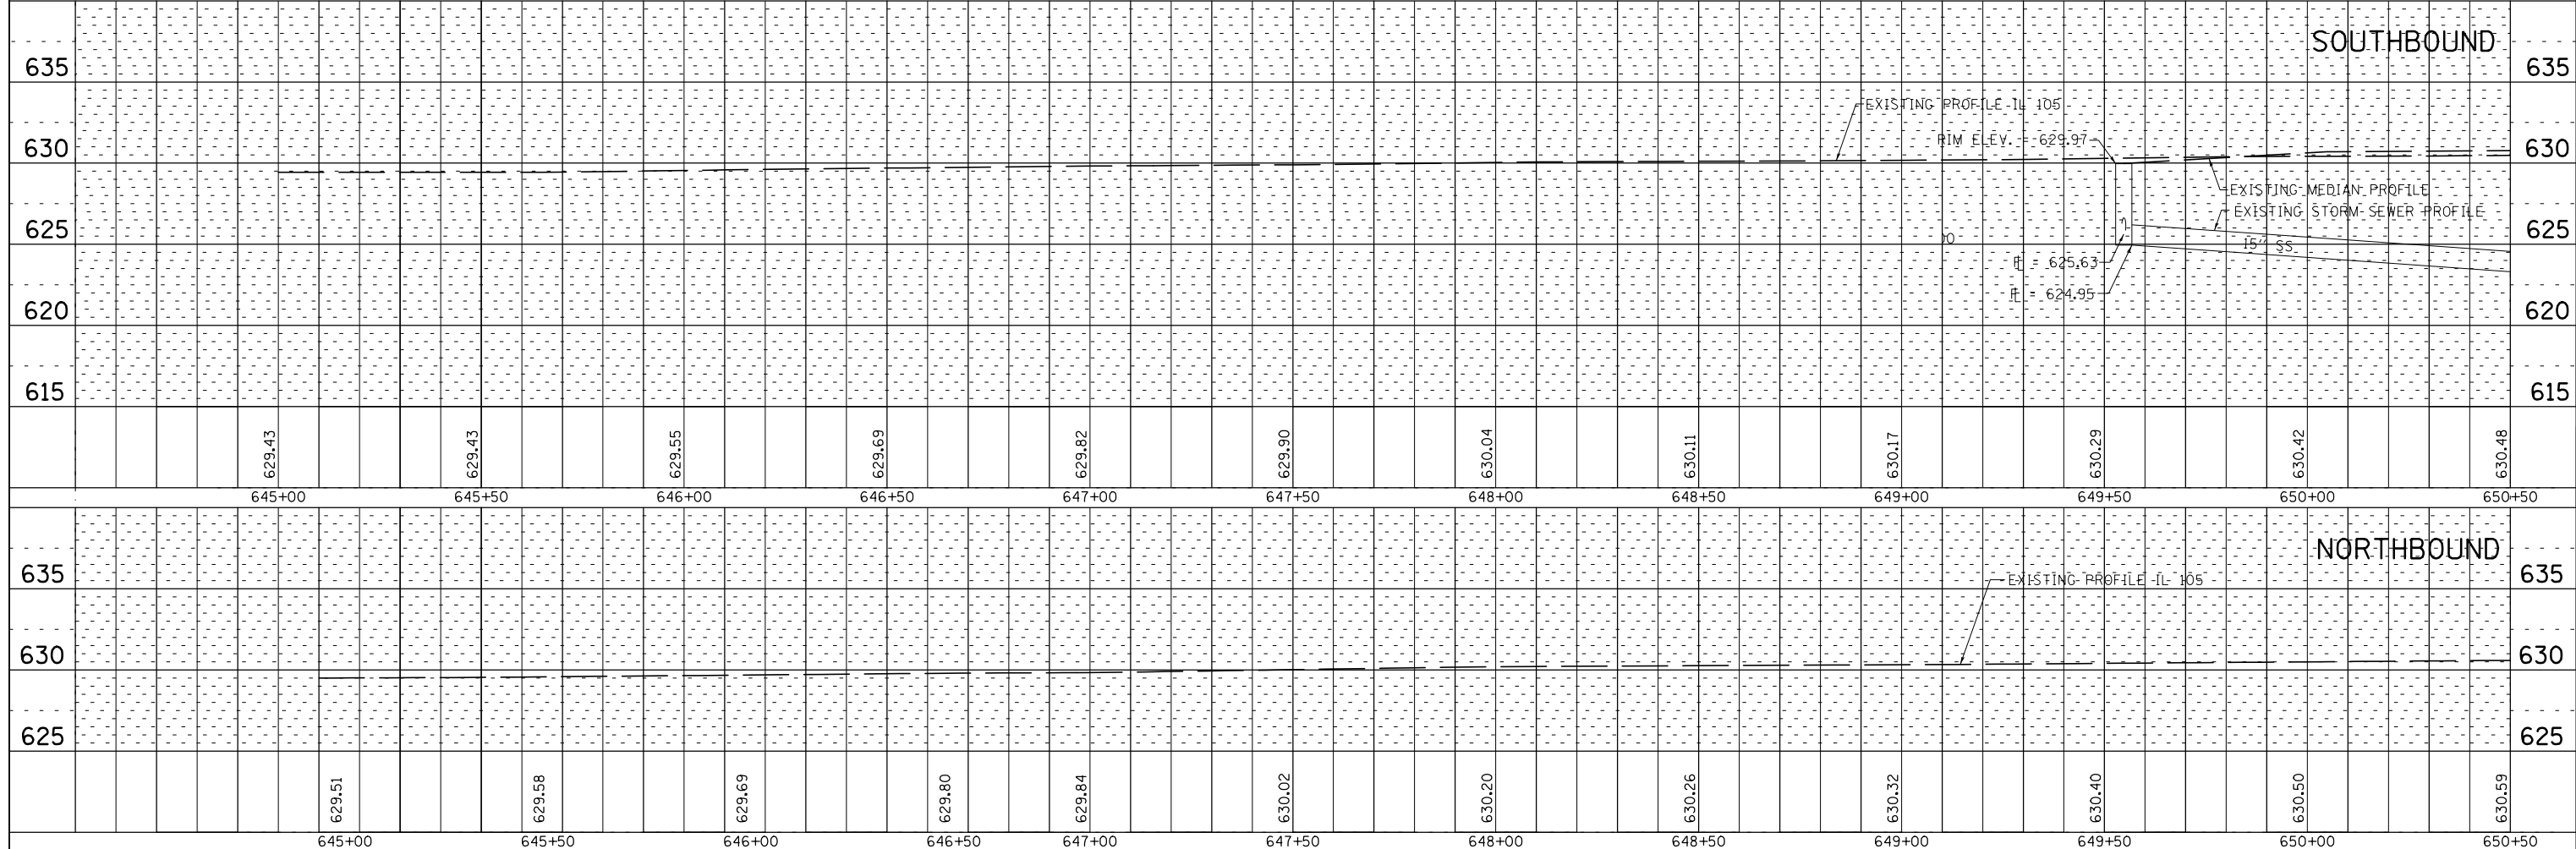 SOUTHBOUND
635 635
EXISTING PROFILE IL 105
RIM ELEV. = 629.97
630 630
EXISTING MEDIAN PROFILE
EXISTING STORM SEWER PROFILE
625 625
15" SS
℄ = 625.63
℄ = 624.95
620 620
615 615
629.43 629.43 629.55 629.69 629.82 629.90 630.04 630.11 630.17 630.29 630.42 630.48
645+00 645+50 646+00 646+50 647+00 647+50 648+00 648+50 649+00 649+50 650+00 650+50
NORTHBOUND
635 635
EXISTING PROFILE IL 105
630 630
625 625
629.51 629.58 629.69 629.80 629.84 630.02 630.20 630.26 630.32 630.40 630.50 630.59
645+00 645+50 646+00 646+50 647+00 647+50 648+00 648+50 649+00 649+50 650+00 650+50